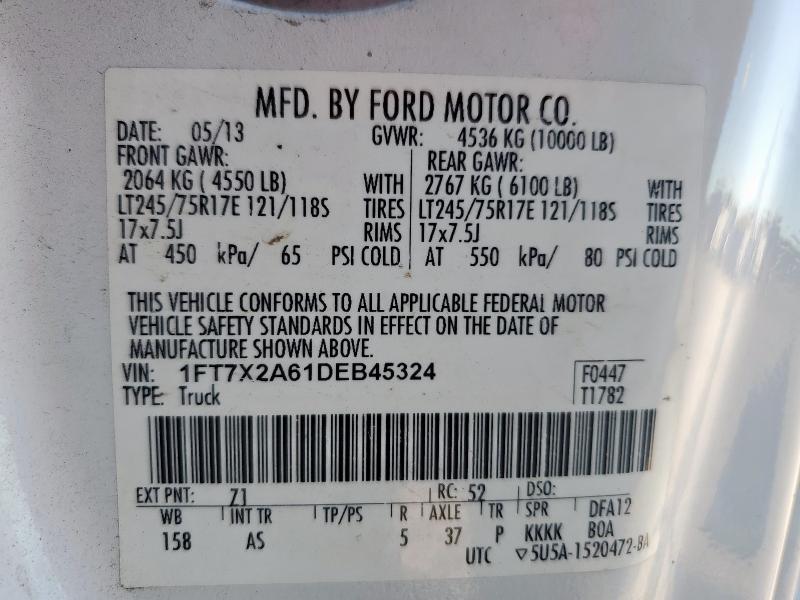 MFD. BY FORD MOTOR CO.
DATE: 05/13 GVWR: 4536 KG (10000 LB)
FRONT GAWR: REAR GAWR:
2064 KG ( 4550 LB) WITH 2767 KG ( 6100 LB) WITH
LT245/75R17E 121/118S TIRES LT245/75R17E 121/118S TIRES
17x7.5J RIMS 17x7.5J RIMS
AT 450 kPa/ 65 PSI COLD AT 550 kPa/ 80 PSI COLD
THIS VEHICLE CONFORMS TO ALL APPLICABLE FEDERAL MOTOR
VEHICLE SAFETY STANDARDS IN EFFECT ON THE DATE OF
MANUFACTURE SHOWN ABOVE.
VIN: 1FT7X2A61DEB45324 F0447
TYPE: Truck T1782
EXT PNT: Z1 RC: 52 DSO:
WB INT TR TP/PS R AXLE TR SPR DFA12
158 AS 5 37 P KKKK BOA
UTC ▽5U5A-1520472-BA